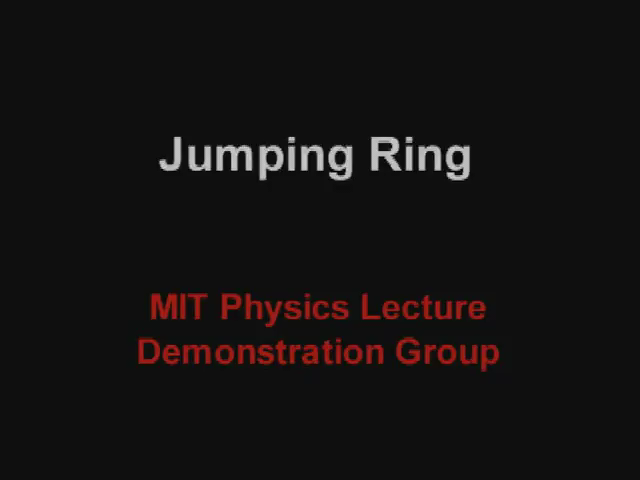 Jumping Ring
MIT Physics Lecture
Demonstration Group